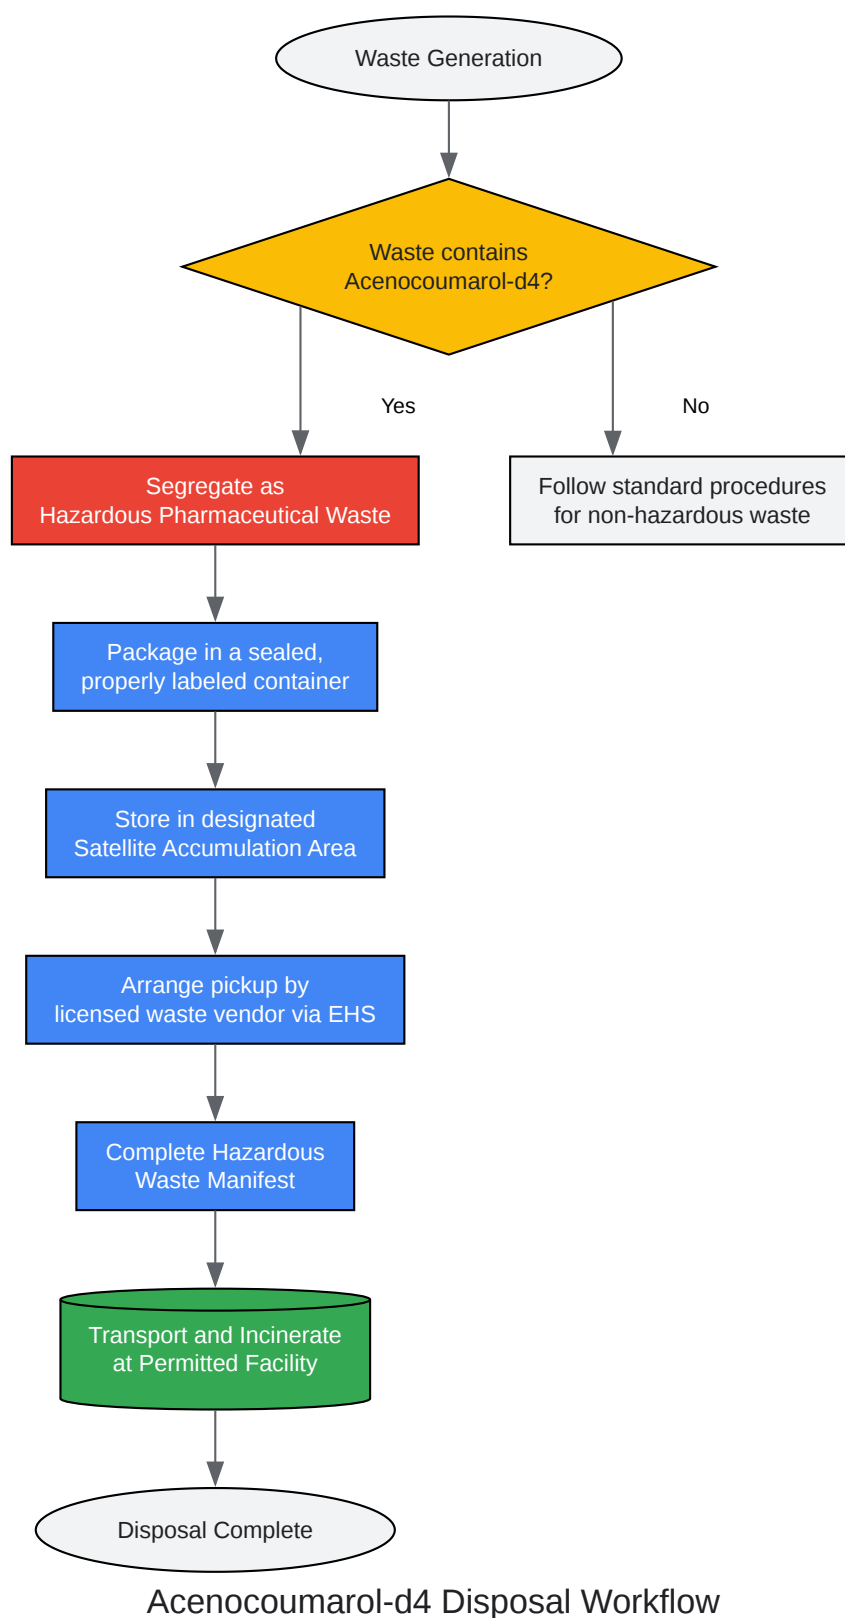 Waste Generation
Waste contains
Acenocoumarol-d4?
Yes
No
Segregate as
Hazardous Pharmaceutical Waste
Follow standard procedures
for non-hazardous waste
Package in a sealed,
properly labeled container
Store in designated
Satellite Accumulation Area
Arrange pickup by
licensed waste vendor via EHS
Complete Hazardous
Waste Manifest
Transport and Incinerate
at Permitted Facility
Disposal Complete
Acenocoumarol-d4 Disposal Workflow